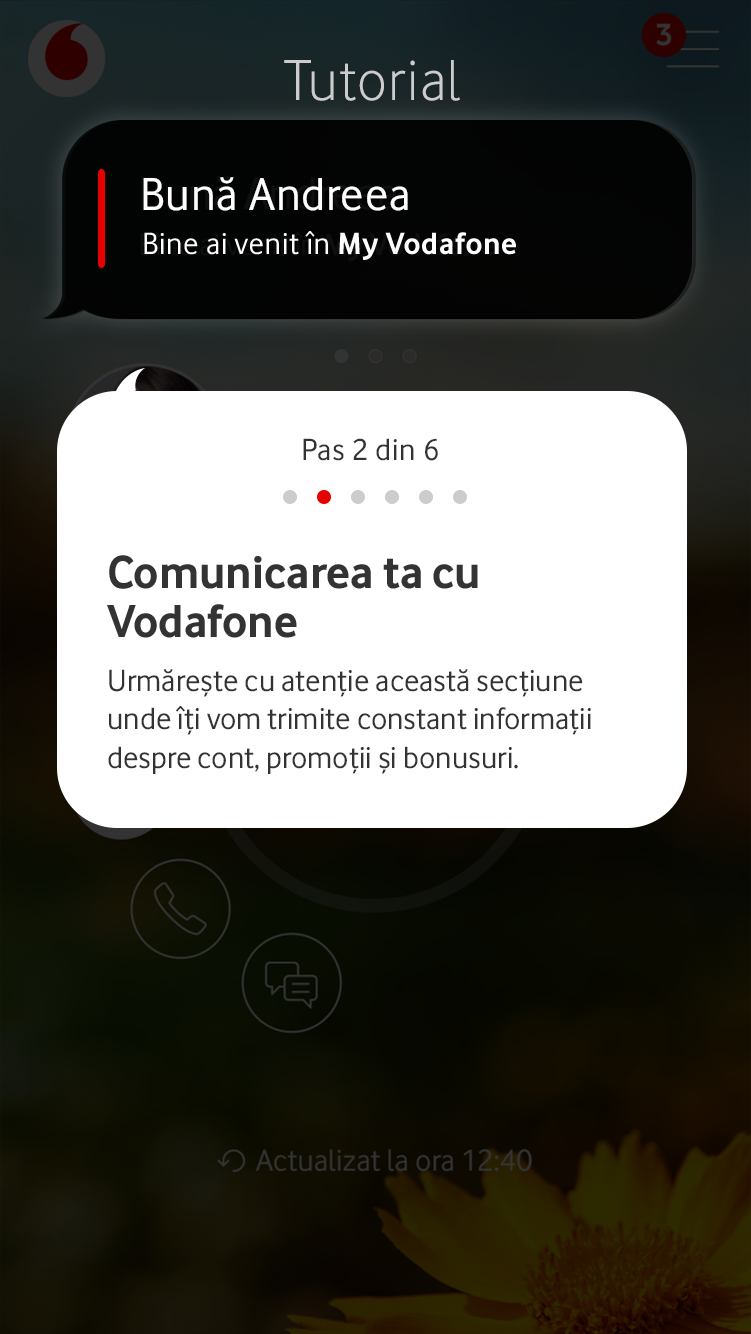 3
Tutorial
Bună Andreea
Bine ai venit în My Vodafone
Pas 2 din 6
Comunicarea ta cu
Vodafone
Urmărește cu atenție această secțiune
unde îți vom trimite constant informații
despre cont, promoții și bonusuri.
Actualizat la ora 12:40